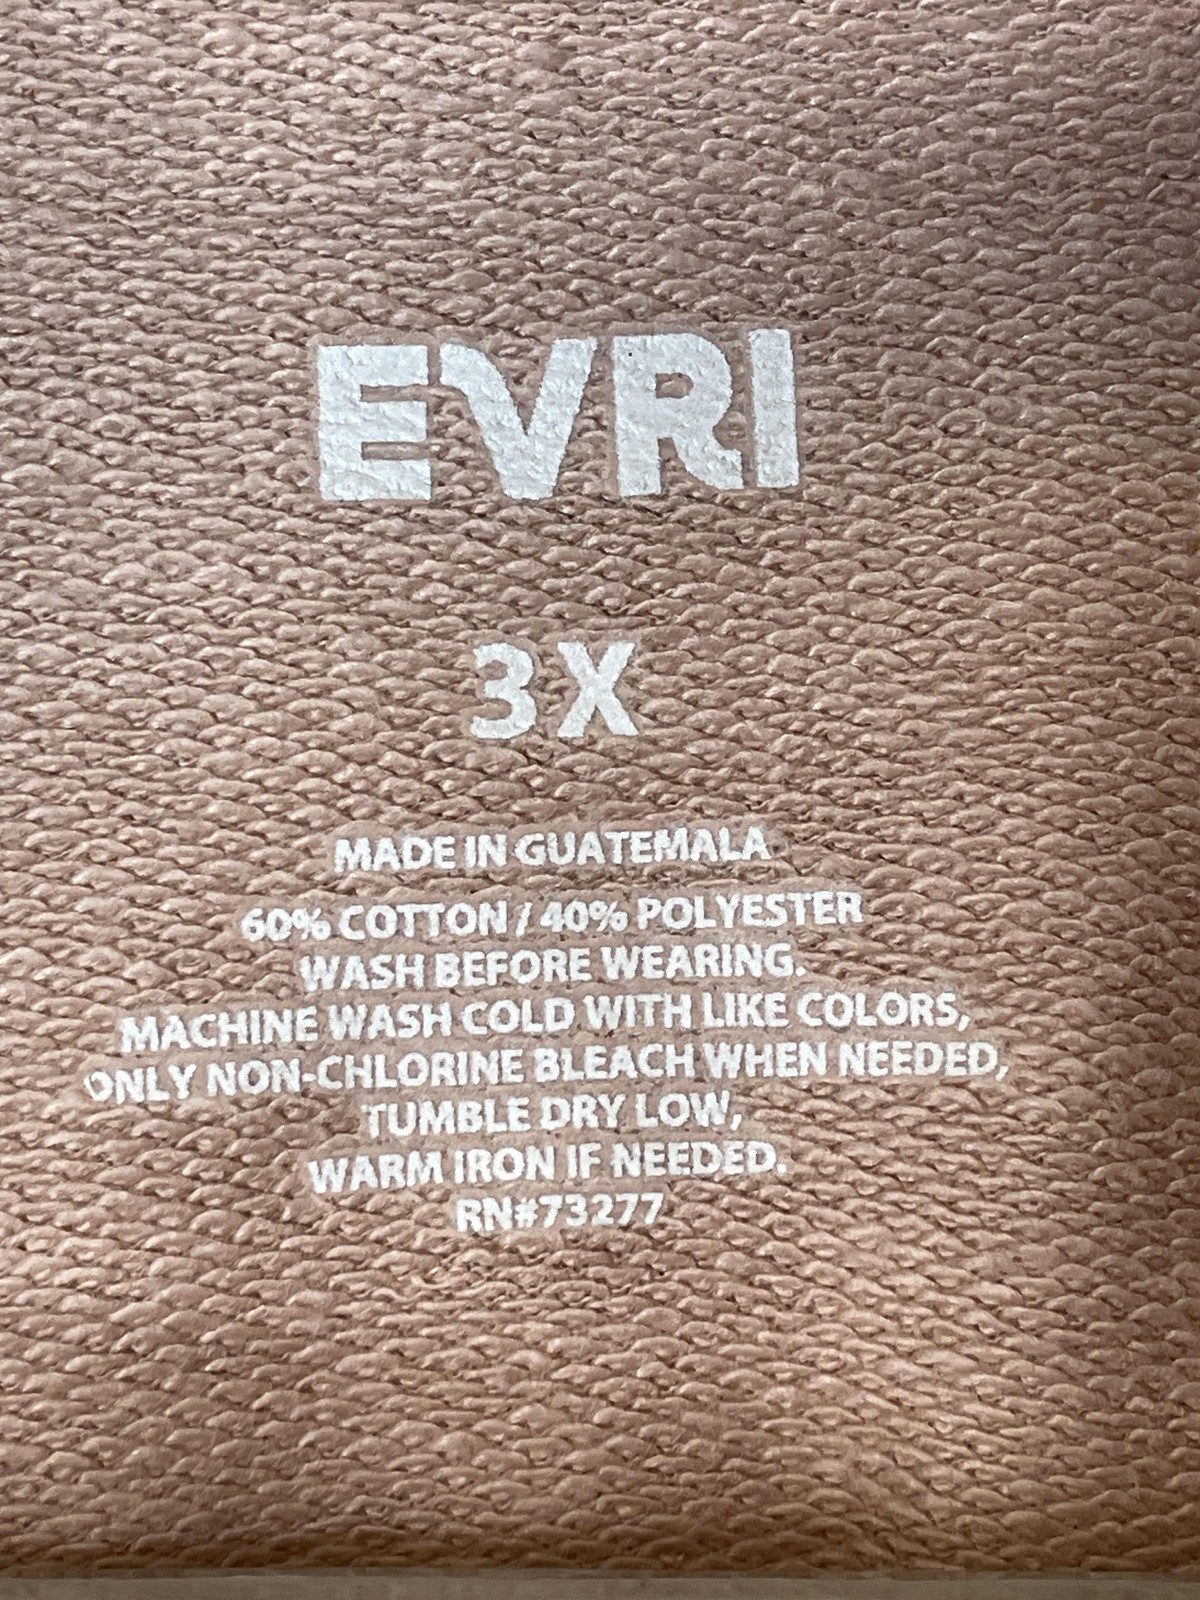 EVRI
3X
MADE IN GUATEMALA
60% COTTON / 40% POLYESTER
WASH BEFORE WEARING.
MACHINE WASH COLD WITH LIKE COLORS,
ONLY NON-CHLORINE BLEACH WHEN NEEDED,
TUMBLE DRY LOW,
WARM IRON IF NEEDED.
RN#73277